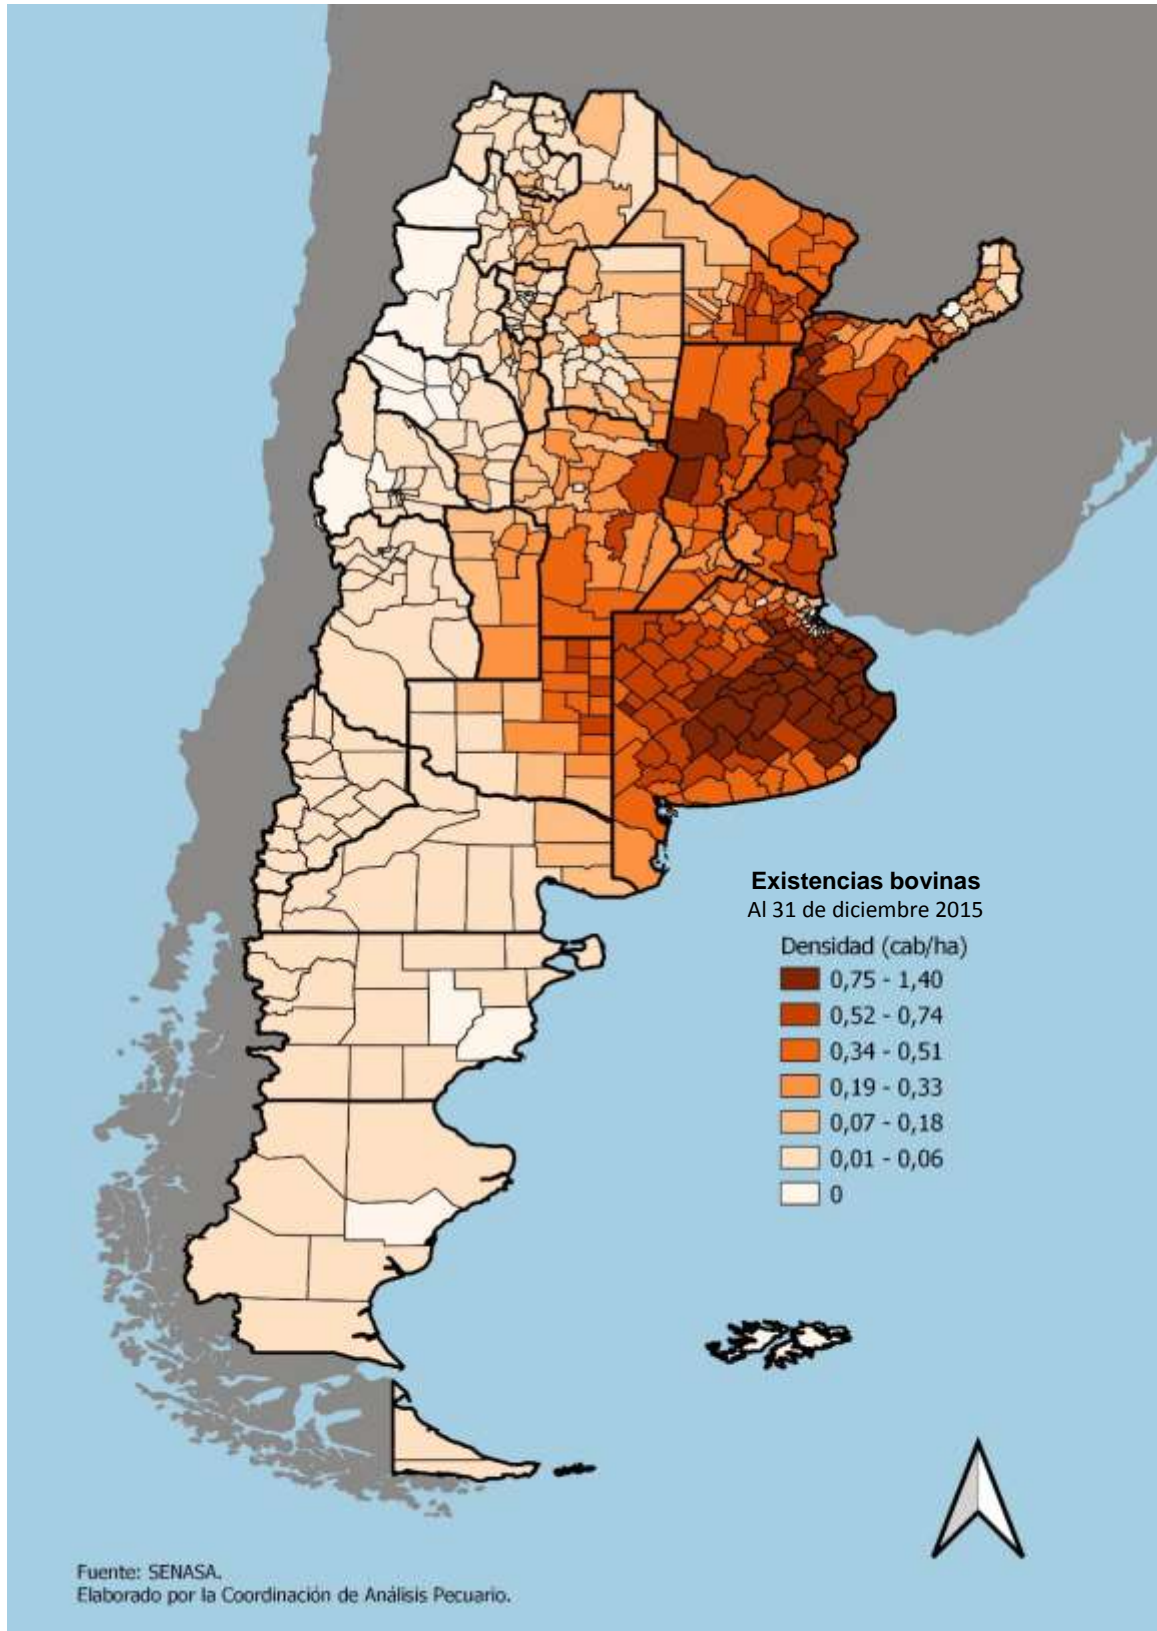 Existencias bovinas
Al 31 de diciembre 2015
Densidad (cab/ha)
0,75 - 1,40
0,52 - 0,74
0,34 - 0,51
0,19 - 0,33
0,07 - 0,18
0,01 - 0,06
0
Fuente: SENASA.
Elaborado por la Coordinación de Análisis Pecuario.